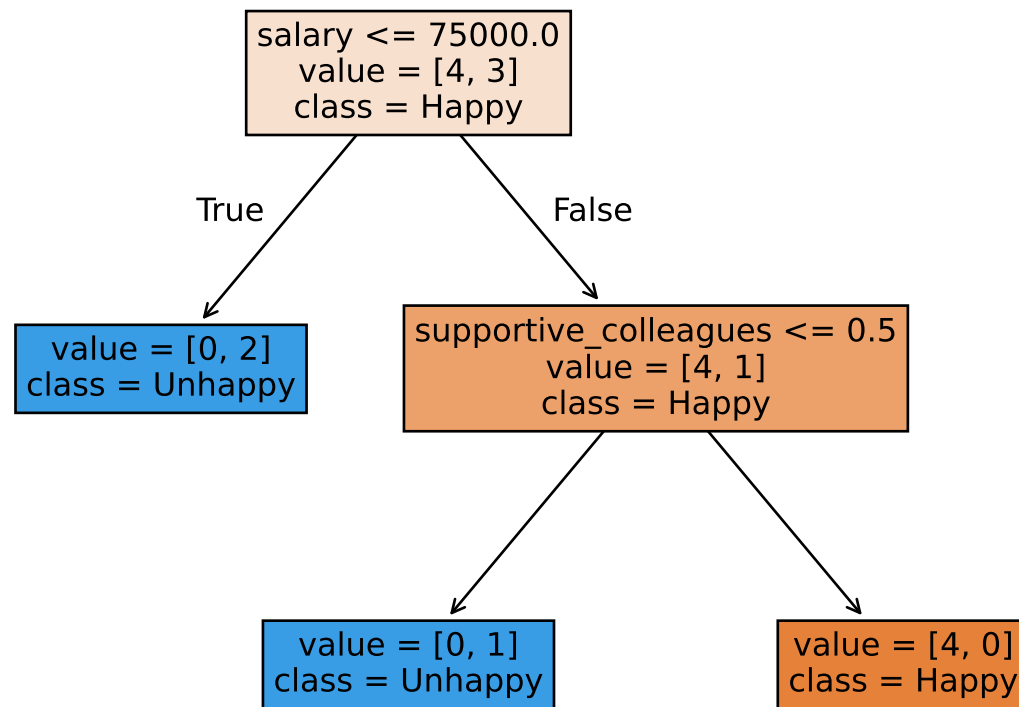 salary <= 75000.0
value = [4, 3]
class = Happy
True
False
value = [0, 2]
class = Unhappy
supportive_colleagues <= 0.5
value = [4, 1]
class = Happy
value = [0, 1]
class = Unhappy
value = [4, 0]
class = Happy